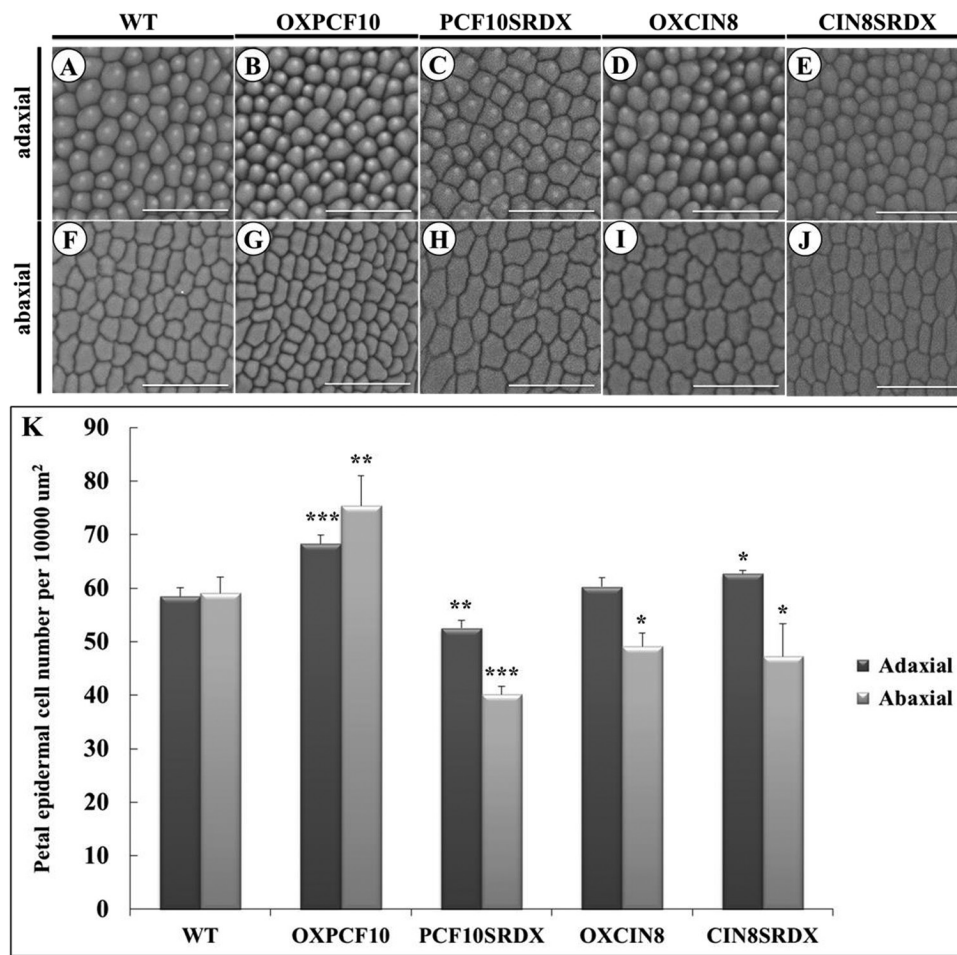 WT OXPCF10 PCF10SRDX OXCIN8 CIN8SRDX
adaxial
A B C D E
abaxial
F G H I J
K
Petal epidermal cell number per 10000 um²
90
80
70
60
50
40
30
20
10
0
*** ** ** *** * * *
Adaxial
Abaxial
WT OXPCF10 PCF10SRDX OXCIN8 CIN8SRDX